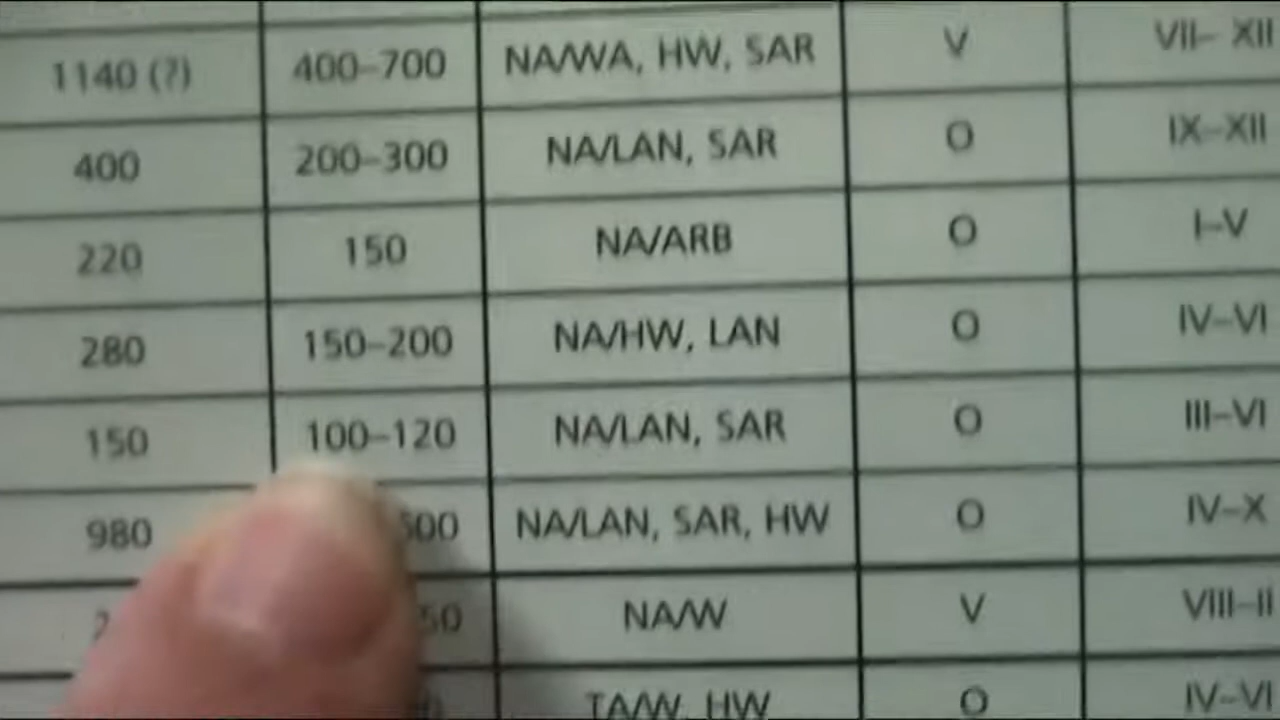 1140 (?) 400–700 NA/WA, HW, SAR V VII– XII
400 200–300 NA/LAN, SAR O IX–XII
220 150 NA/ARB O I–V
280 150–200 NA/HW, LAN O IV–VI
150 100–120 NA/LAN, SAR O III–VI
980 NA/LAN, SAR, HW O IV–X
NA/W V VIII–II
TA/W, HW O IV–VI